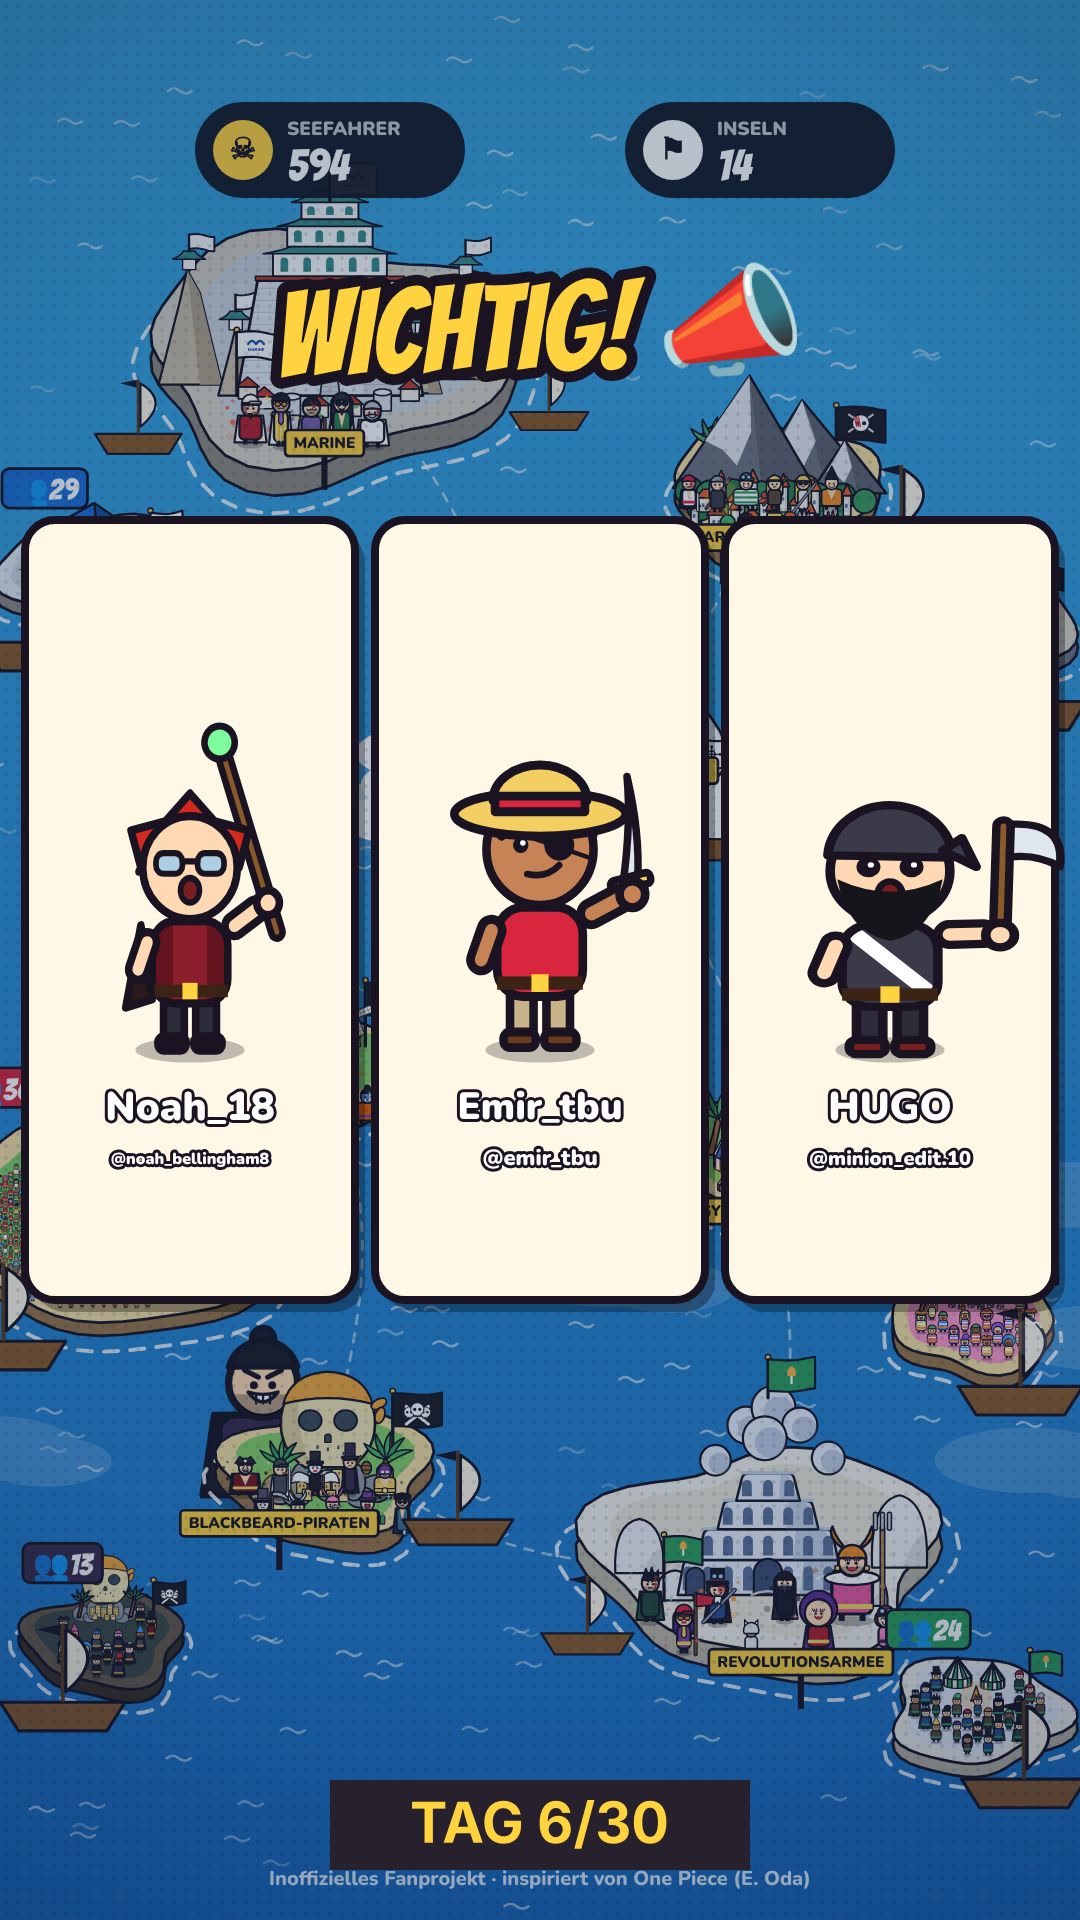 SEEFAHRER
594
INSELN
14
WICHTIG!
MARINE
MARINE
29
Noah_18
@noah_bellingham8
Emir_tbu
@emir_tbu
HUGO
@minion_edit.10
BLACKBEARD-PIRATEN
13
24
REVOLUTIONSARMEE
TAG 6/30
Inoffizielles Fanprojekt · inspiriert von One Piece (E. Oda)